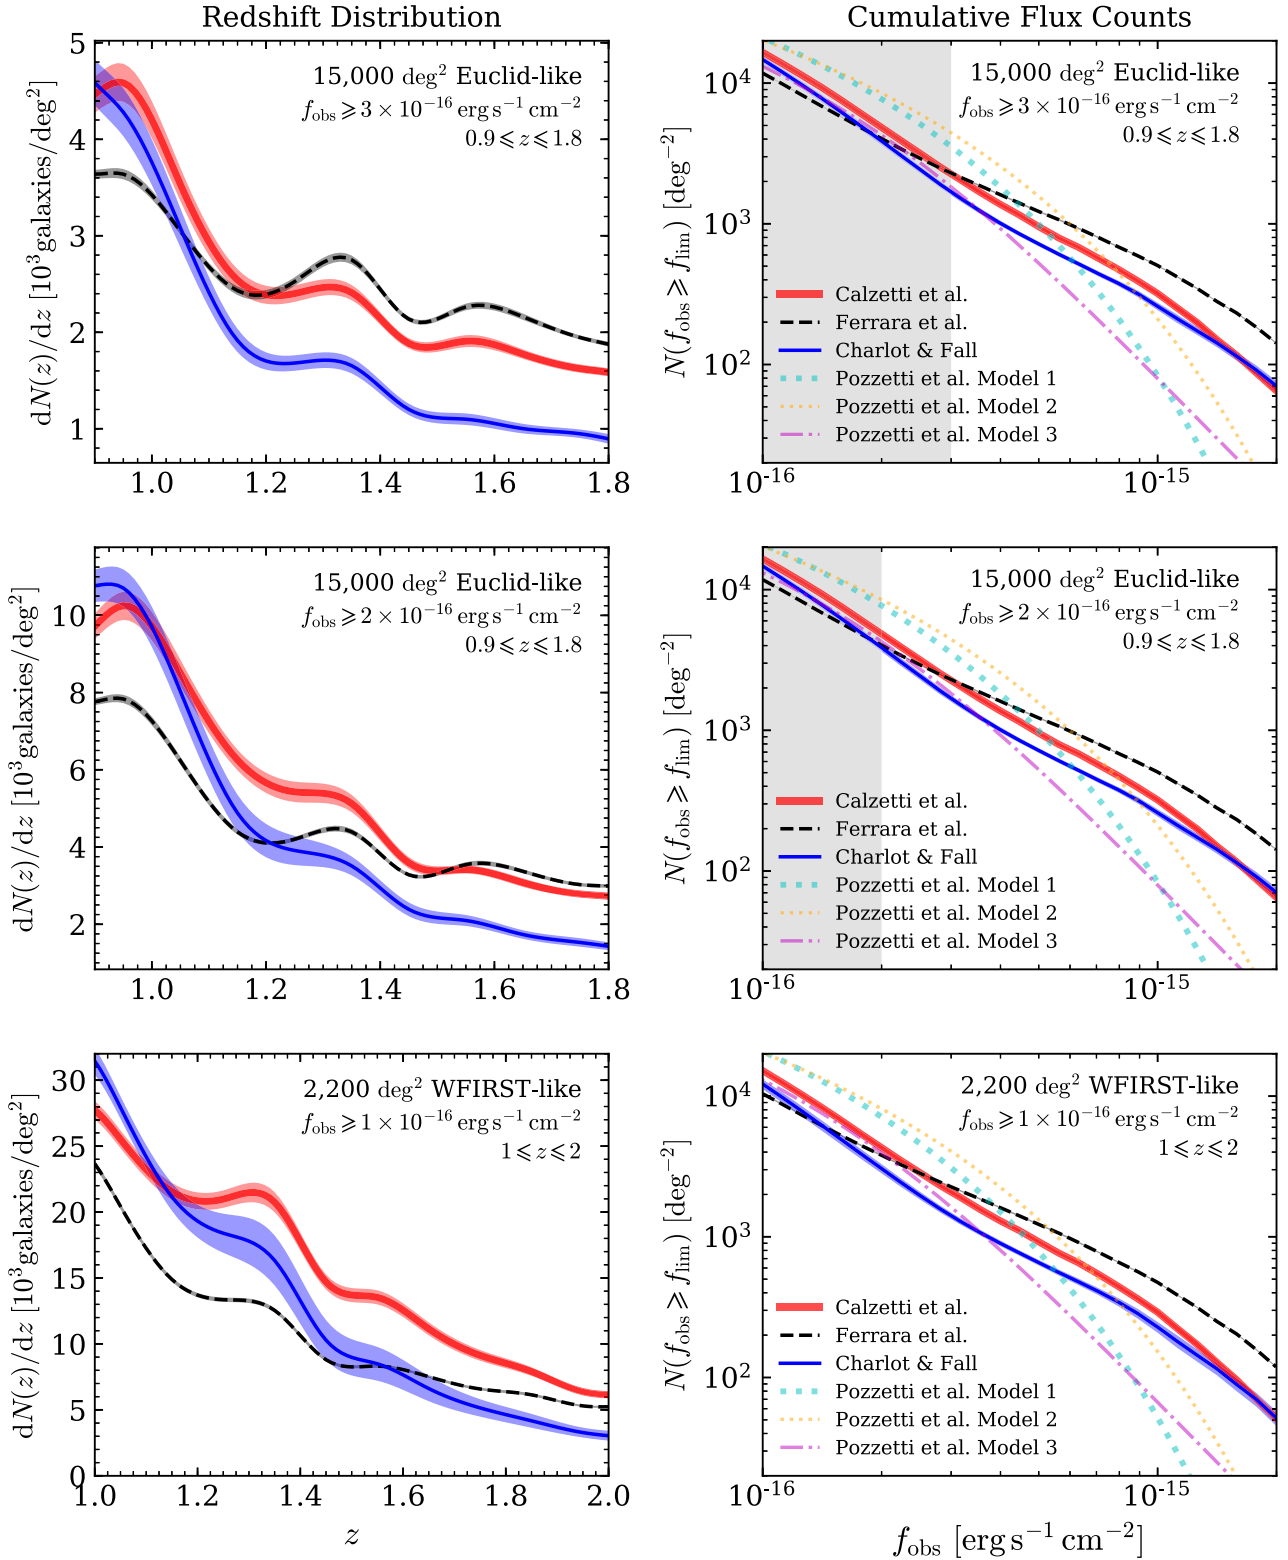 Redshift Distribution
Cumulative Flux Counts
5
4
3
2
1
dN(z)/dz [10³galaxies/deg²]
15,000 deg² Euclid-like
f_obs ⩾ 3 × 10⁻¹⁶ erg s⁻¹ cm⁻²
0.9 ⩽ z ⩽ 1.8
1.0 1.2 1.4 1.6 1.8
10⁴
10³
10²
N(f_obs ⩾ f_lim) [deg⁻²]
15,000 deg² Euclid-like
f_obs ⩾ 3 × 10⁻¹⁶ erg s⁻¹ cm⁻²
0.9 ⩽ z ⩽ 1.8
Calzetti et al.
Ferrara et al.
Charlot & Fall
Pozzetti et al. Model 1
Pozzetti et al. Model 2
Pozzetti et al. Model 3
10⁻¹⁶ 10⁻¹⁵
10
8
6
4
2
dN(z)/dz [10³galaxies/deg²]
15,000 deg² Euclid-like
f_obs ⩾ 2 × 10⁻¹⁶ erg s⁻¹ cm⁻²
0.9 ⩽ z ⩽ 1.8
1.0 1.2 1.4 1.6 1.8
10⁴
10³
10²
N(f_obs ⩾ f_lim) [deg⁻²]
15,000 deg² Euclid-like
f_obs ⩾ 2 × 10⁻¹⁶ erg s⁻¹ cm⁻²
0.9 ⩽ z ⩽ 1.8
Calzetti et al.
Ferrara et al.
Charlot & Fall
Pozzetti et al. Model 1
Pozzetti et al. Model 2
Pozzetti et al. Model 3
10⁻¹⁶ 10⁻¹⁵
30
25
20
15
10
5
0
dN(z)/dz [10³galaxies/deg²]
2,200 deg² WFIRST-like
f_obs ⩾ 1 × 10⁻¹⁶ erg s⁻¹ cm⁻²
1 ⩽ z ⩽ 2
1.0 1.2 1.4 1.6 1.8 2.0
z
10⁴
10³
10²
N(f_obs ⩾ f_lim) [deg⁻²]
2,200 deg² WFIRST-like
f_obs ⩾ 1 × 10⁻¹⁶ erg s⁻¹ cm⁻²
1 ⩽ z ⩽ 2
Calzetti et al.
Ferrara et al.
Charlot & Fall
Pozzetti et al. Model 1
Pozzetti et al. Model 2
Pozzetti et al. Model 3
10⁻¹⁶ 10⁻¹⁵
f_obs [erg s⁻¹ cm⁻²]